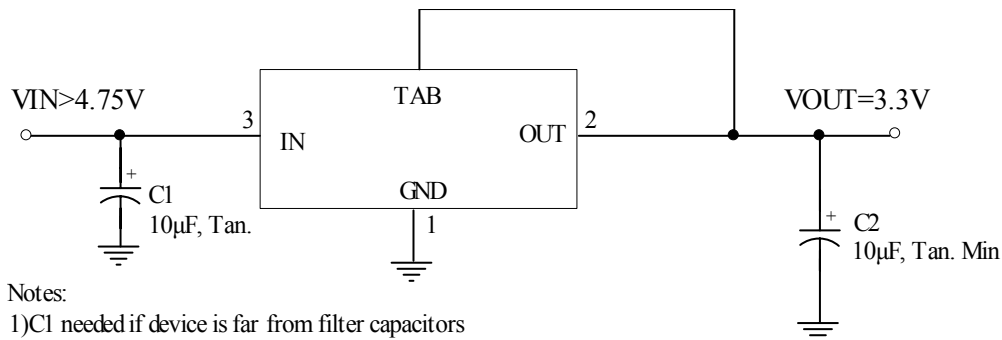 TAB
VIN>4.75V
VOUT=3.3V
3
2
IN
OUT
+
C1
10μF, Tan.
GND
1
+
C2
10μF, Tan. Min
Notes:
1)C1 needed if device is far from filter capacitors